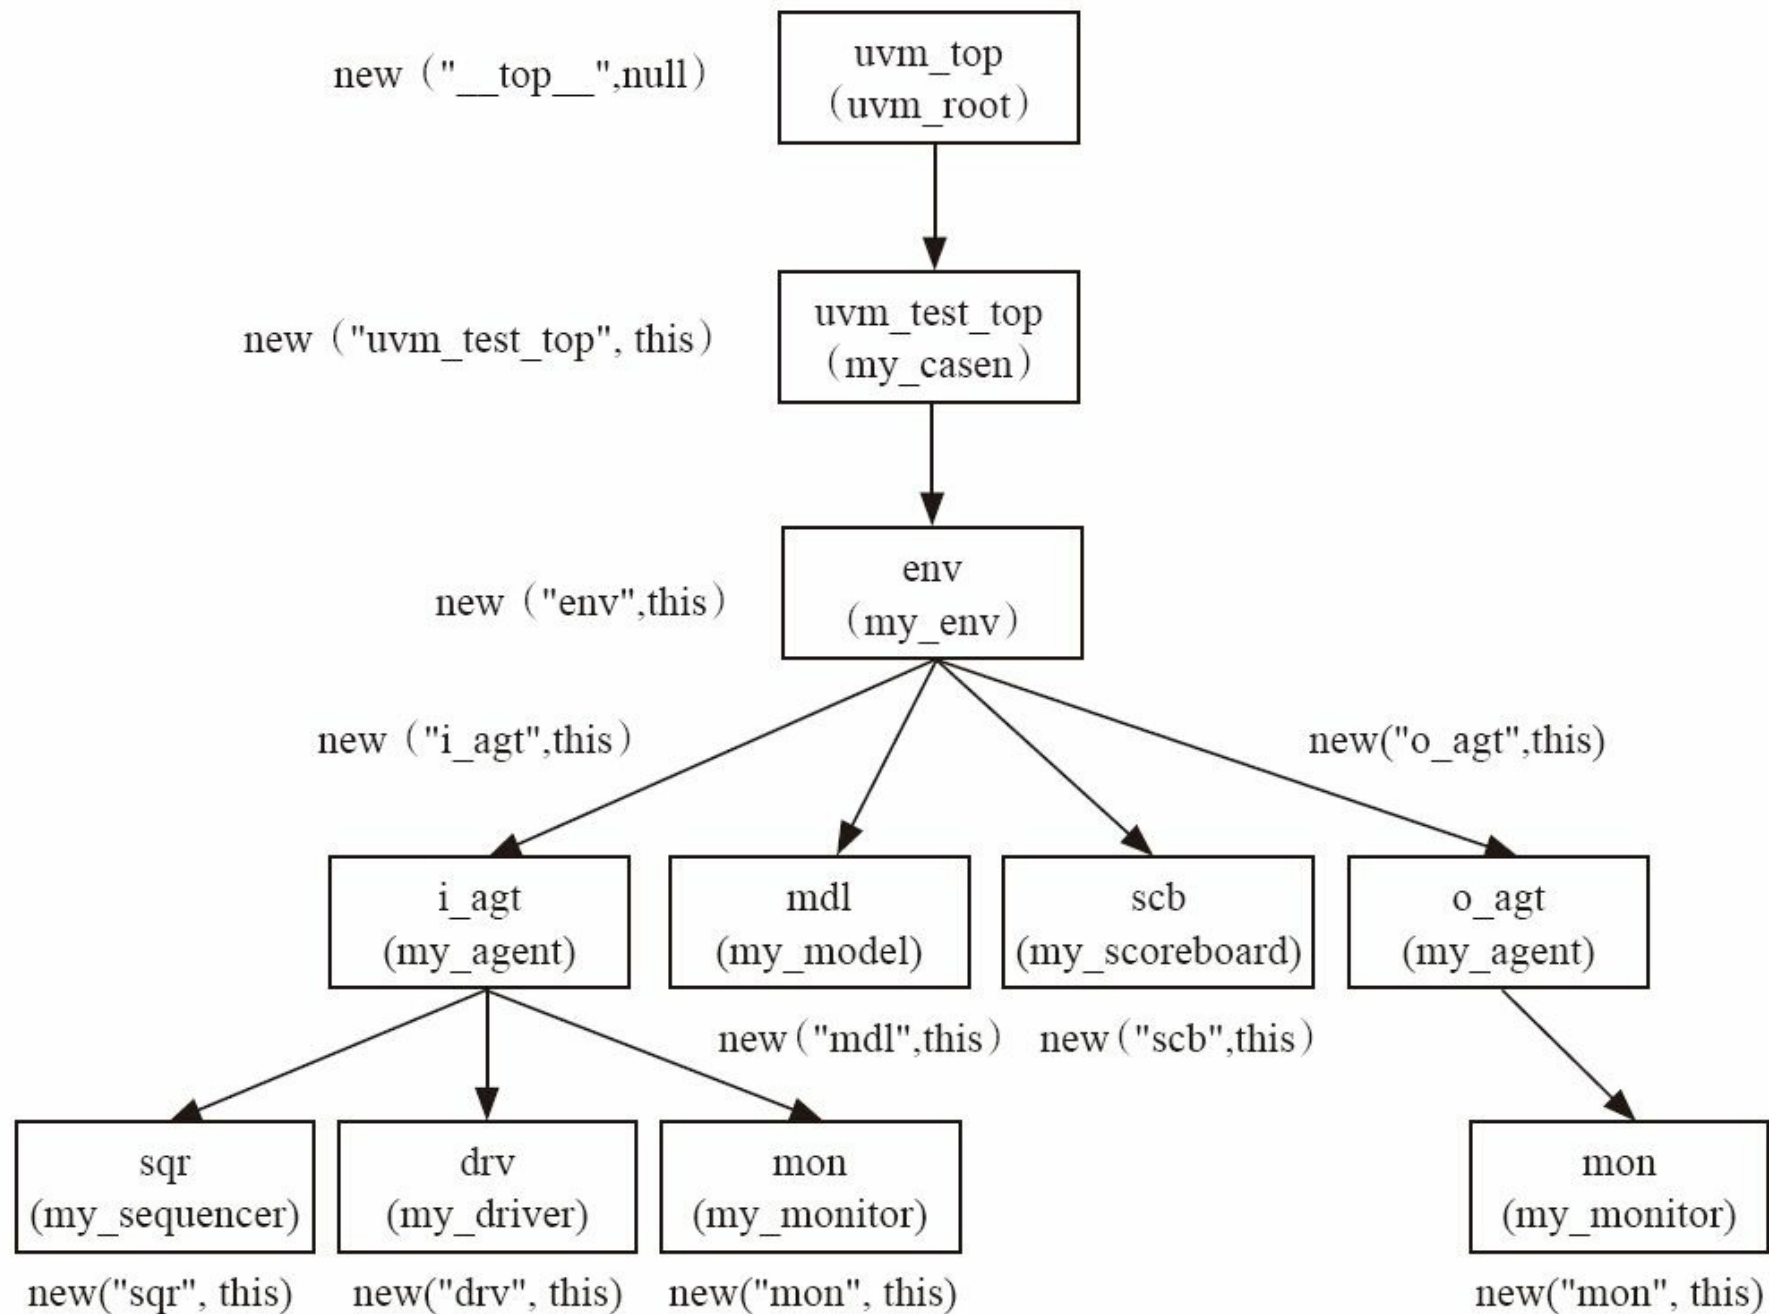 new（"__top__",null）
uvm_top
（uvm_root）
new（"uvm_test_top", this）
uvm_test_top
（my_casen）
new（"env",this）
env
（my_env）
new（"i_agt",this）
new("o_agt",this)
i_agt
(my_agent)
mdl
(my_model)
scb
(my_scoreboard)
o_agt
(my_agent)
new（"mdl",this）
new（"scb",this）
sqr
(my_sequencer)
drv
(my_driver)
mon
(my_monitor)
mon
(my_monitor)
new("sqr", this)
new("drv", this)
new("mon", this)
new("mon", this)